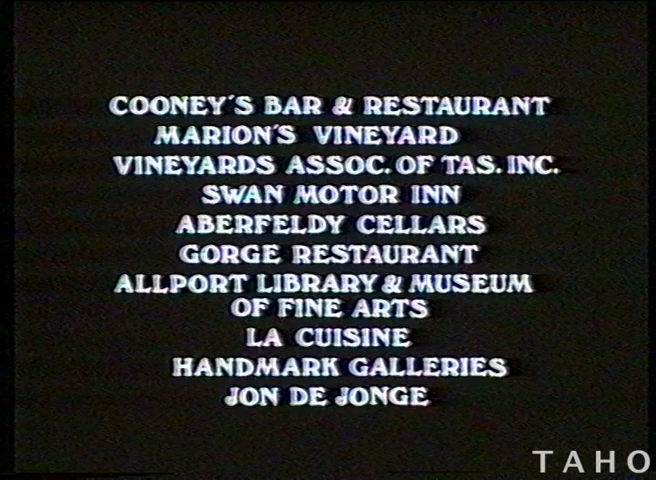 COONEY'S BAR & RESTAURANT
MARION'S VINEYARD
VINEYARDS ASSOC. OF TAS. INC.
SWAN MOTOR INN
ABERFELDY CELLARS
GORGE RESTAURANT
ALLPORT LIBRARY & MUSEUM
OF FINE ARTS
LA CUISINE
HANDMARK GALLERIES
JON DE JONGE
TAHO